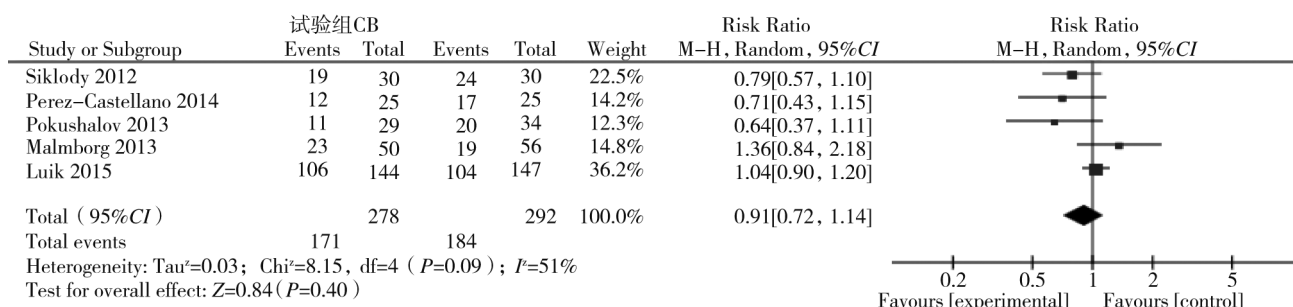 试验组CB Risk Ratio Risk Ratio
Study or Subgroup Events Total Events Total Weight M-H, Random, 95%CI M-H, Random, 95%CI
Siklody 2012 19 30 24 30 22.5% 0.79[0.57, 1.10]
Perez-Castellano 2014 12 25 17 25 14.2% 0.71[0.43, 1.15]
Pokushalov 2013 11 29 20 34 12.3% 0.64[0.37, 1.11]
Malmborg 2013 23 50 19 56 14.8% 1.36[0.84, 2.18]
Luik 2015 106 144 104 147 36.2% 1.04[0.90, 1.20]
Total (95%CI) 278 292 100.0% 0.91[0.72, 1.14]
Total events 171 184
Heterogeneity: Tauᶻ=0.03; Chiᶻ=8.15, df=4 (P=0.09); Iᶻ=51%
Test for overall effect: Z=0.84(P=0.40)
0.2 0.5 1 2 5
Favours [experimental] Favours [control]